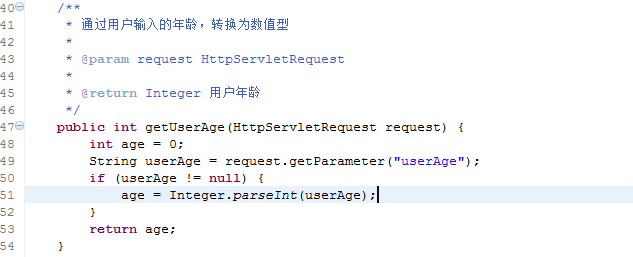 40 /**
41 * 通过用户输入的年龄，转换为数值型
42 *
43 * @param request HttpServletRequest
44 *
45 * @return Integer 用户年龄
46 */
47 public int getUserAge(HttpServletRequest request) {
48 int age = 0;
49 String userAge = request.getParameter("userAge");
50 if (userAge != null) {
51 age = Integer.parseInt(userAge);
52 }
53 return age;
54 }